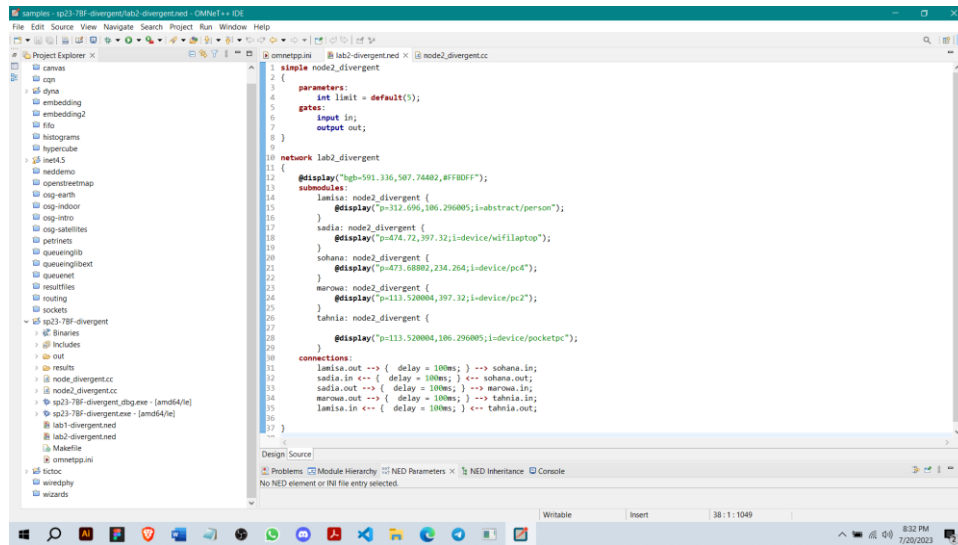 samples - sp23-7BF-divergent/lab2-divergent.ned - OMNeT++ IDE
File Edit Source View Navigate Search Project Run Window Help
Project Explorer
canvas
cqn
dyna
embedding
embedding2
fifo
histograms
hypercube
inet4.5
neddemo
openstreetmap
osg-earth
osg-indoor
osg-intro
osg-satellites
petrinets
queueinglib
queueinglibext
queuenet
resultfiles
routing
sockets
sp23-7BF-divergent
Binaries
Includes
out
results
node_divergent.cc
node2_divergent.cc
sp23-7BF-divergent_dbg.exe - [amd64/le]
sp23-7BF-divergent.exe - [amd64/le]
lab1-divergent.ned
lab2-divergent.ned
Makefile
omnetpp.ini
tictoc
wiredphy
wizards
omnetpp.ini lab2-divergent.ned node2_divergent.cc
1 simple node2_divergent
2 {
3 parameters:
4 int limit = default(5);
5 gates:
6 input in;
7 output out;
8 }
9
10 network lab2_divergent
11 {
12 @display("bgb=591.336,507.74402,#FFBDFF");
13 submodules:
14 lamisa: node2_divergent {
15 @display("p=312.696,106.296005;i=abstract/person");
16 }
17 sadia: node2_divergent {
18 @display("p=474.72,397.32;i=device/wifilaptop");
19 }
20 sohana: node2_divergent {
21 @display("p=473.68802,234.264;i=device/pc4");
22 }
23 marowa: node2_divergent {
24 @display("p=113.520004,397.32;i=device/pc2");
25 }
26 tahnia: node2_divergent {
27
28 @display("p=113.520004,106.296005;i=device/pocketpc");
29 }
30 connections:
31 lamisa.out --> { delay = 100ms; } --> sohana.in;
32 sadia.in <-- { delay = 100ms; } <-- sohana.out;
33 sadia.out --> { delay = 100ms; } --> marowa.in;
34 marowa.out --> { delay = 100ms; } --> tahnia.in;
35 lamisa.in <-- { delay = 100ms; } <-- tahnia.out;
36
37 }
Design Source
Problems Module Hierarchy NED Parameters NED Inheritance Console
No NED element or INI file entry selected.
Writable Insert 38 : 1 : 1049
8:32 PM
7/20/2023